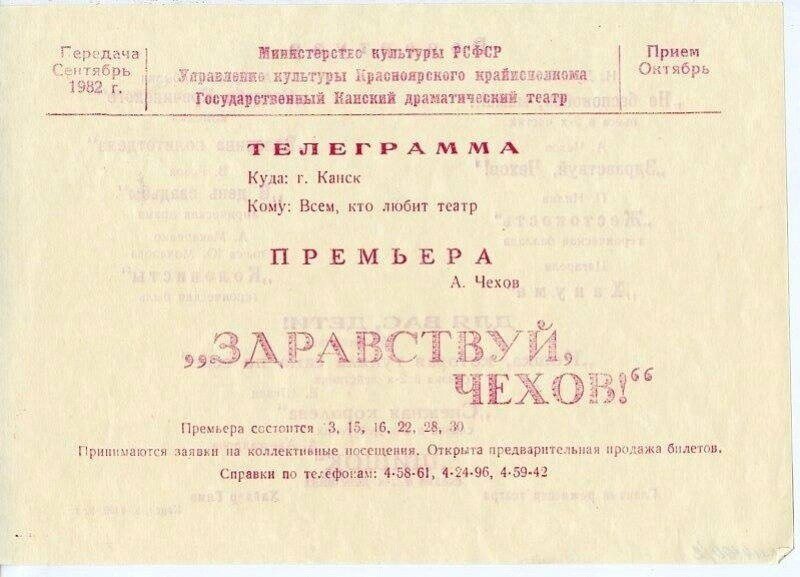 Передача
Сентябрь
1982 г.
Министерство культуры РСФСР
Управление культуры Красноярского крайисполкома
Государственный Канский драматический театр
Прием
Октябрь
ТЕЛЕГРАММА
Куда: г. Канск
Кому: Всем, кто любит театр
ПРЕМЬЕРА
А. Чехов
„ЗДРАВСТВУЙ,
ЧЕХОВ!“
Премьера состоится 3, 15, 16, 22, 28, 30
Принимаются заявки на коллективные посещения. Открыта предварительная продажа билетов.
Справки по телефонам: 4-58-61, 4-24-96, 4-59-42